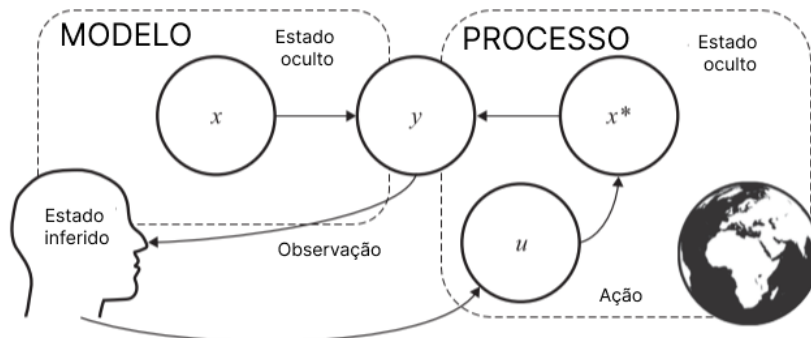 MODELO
Estado
oculto
PROCESSO
Estado
oculto
x
y
x*
Estado
inferido
Observação
u
Ação